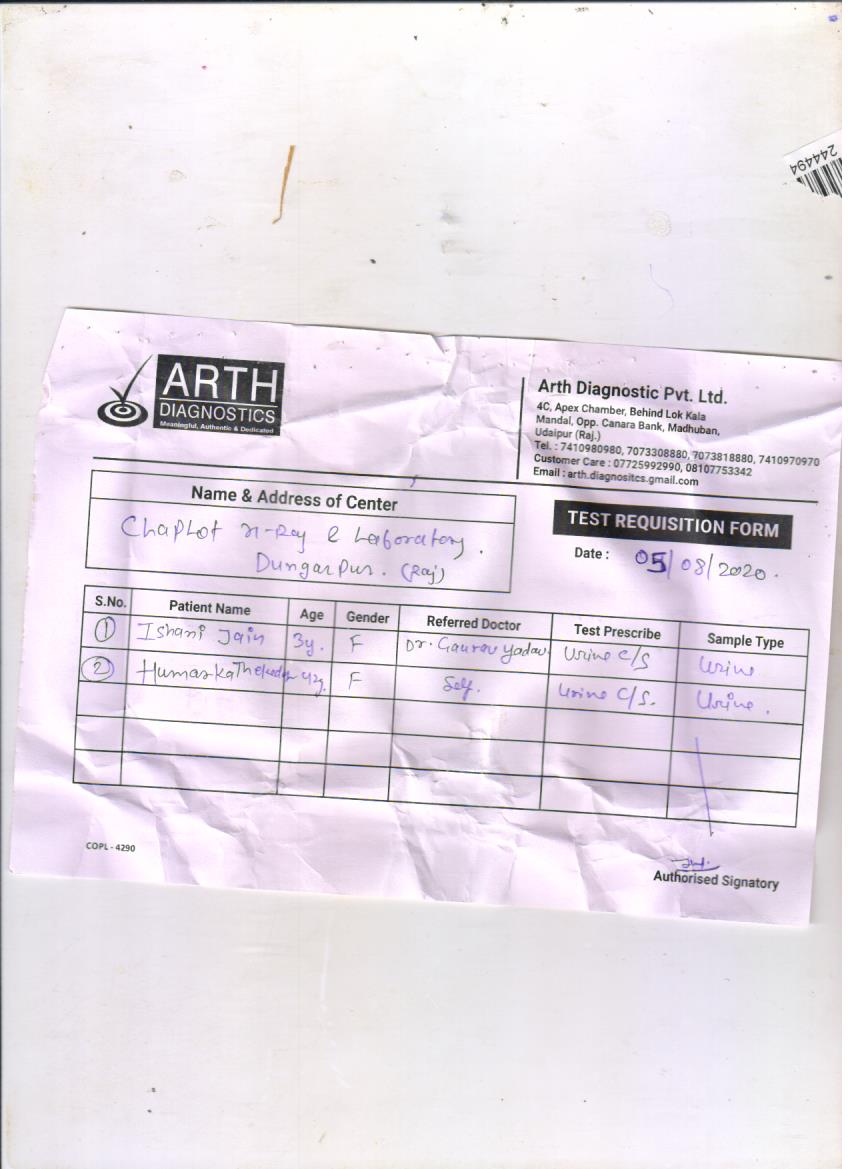 244494
ARTH
DIAGNOSTICS
Meaningful, Authentic & Dedicated
Arth Diagnostic Pvt. Ltd.
4C, Apex Chamber, Behind Lok Kala
Mandal, Opp. Canara Bank, Madhuban,
Udaipur (Raj.)
Tel. : 7410980980, 7073308880, 7073818880, 7410970970
Customer Care : 07725992990, 08107753342
Email : arth.diagnositcs.gmail.com
Name & Address of Center
Chaplot x-Ray & Laboratory.
Dungarpur. (Raj)
TEST REQUISITION FORM
Date : 05/08/2020.
S.No. Patient Name Age Gender Referred Doctor Test Prescribe Sample Type
1 Ishani Jain 3y. F Dr. Gaurav Yadav. Urine C/S Urine
2 F Self. Urine C/S. Urine.
COPL - 4290
Authorised Signatory